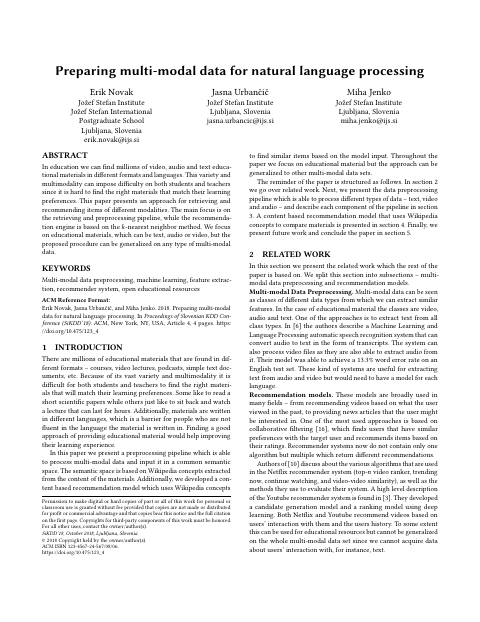 Preparing multi-modal data for natural language processing
Erik Novak
Jožef Stefan Institute
Jožef Stefan International
Postgraduate School
Ljubljana, Slovenia
erik.novak@ijs.si
Jasna Urbančič
Jožef Stefan Institute
Ljubljana, Slovenia
jasna.urbancic@ijs.si
Miha Jenko
Jožef Stefan Institute
Ljubljana, Slovenia
miha.jenko@ijs.si
ABSTRACT
In education we can find millions of video, audio and text educa-
tional materials in different formats and languages. This variety and
multimodality can impose difficulty on both students and teachers
since it is hard to find the right materials that match their learning
preferences. This paper presents an approach for retrieving and
recommending items of different modalities. The main focus is on
the retrieving and preprocessing pipeline, while the recommenda-
tion engine is based on the k-nearest neighbor method. We focus
on educational materials, which can be text, audio or video, but the
proposed procedure can be generalized on any type of multi-modal
data.
KEYWORDS
Multi-modal data preprocessing, machine learning, feature extrac-
tion, recommender system, open educational resources
ACM Reference Format:
Erik Novak, Jasna Urbančič, and Miha Jenko. 2018. Preparing multi-modal
data for natural language processing. In Proceedings of Slovenian KDD Con-
ference (SiKDD'18). ACM, New York, NY, USA, Article 4, 4 pages. https:
//doi.org/10.475/123_4
1 INTRODUCTION
There are millions of educational materials that are found in dif-
ferent formats – courses, video lectures, podcasts, simple text doc-
uments, etc. Because of its vast variety and multimodality it is
difficult for both students and teachers to find the right materi-
als that will match their learning preferences. Some like to read a
short scientific papers while others just like to sit back and watch
a lecture that can last for hours. Additionally, materials are written
in different languages, which is a barrier for people who are not
fluent in the language the material is written in. Finding a good
approach of providing educational material would help improving
their learning experience.
In this paper we present a preprocessing pipeline which is able
to process multi-modal data and input it in a common semantic
space. The semantic space is based on Wikipedia concepts extracted
from the content of the materials. Additionally, we developed a con-
tent based recommendation model which uses Wikipedia concepts
Permission to make digital or hard copies of part or all of this work for personal or
classroom use is granted without fee provided that copies are not made or distributed
for profit or commercial advantage and that copies bear this notice and the full citation
on the first page. Copyrights for third-party components of this work must be honored.
For all other uses, contact the owner/author(s).
SiKDD'18, October 2018, Ljubljana, Slovenia
© 2018 Copyright held by the owner/author(s).
ACM ISBN 123-4567-24-567/08/06.
https://doi.org/10.475/123_4
to find similar items based on the model input. Throughout the
paper we focus on educational material but the approach can be
generalized to other multi-modal data sets.
The reminder of the paper is structured as follows. In section 2
we go over related work. Next, we present the data preprocessing
pipeline which is able to process different types of data – text, video
and audio – and describe each component of the pipeline in section
3. A content based recommendation model that uses Wikipedia
concepts to compare materials is presented in section 4. Finally, we
present future work and conclude the paper in section 5.
2 RELATED WORK
In this section we present the related work which the rest of the
paper is based on. We split this section into subsections – multi-
modal data preprocessing and recommendation models.
Multi-modal Data Preprocessing. Multi-modal data can be seen
as classes of different data types from which we can extract similar
features. In the case of educational material the classes are video,
audio and text. One of the approaches is to extract text from all
class types. In [6] the authors describe a Machine Learning and
Language Processing automatic speech recognition system that can
convert audio to text in the form of transcripts. The system can
also process video files as they are also able to extract audio from
it. Their model was able to achieve a 13.3% word error rate on an
English test set. These kind of systems are useful for extracting
text from audio and video but would need to have a model for each
language.
Recommendation models. These models are broadly used in
many fields – from recommending videos based on what the user
viewed in the past, to providing news articles that the user might
be interested in. One of the most used approaches is based on
collaborative filtering [16], which finds users that have similar
preferences with the target user and recommends items based on
their ratings. Recommender systems now do not contain only one
algorithm but multiple which return different recommendations.
Authors of [10] discuss about the various algorithms that are used
in the Netflix recommender system (top-n video ranker, trending
now, continue watching, and video-video similarity), as well as the
methods they use to evaluate their system. A high level description
of the Youtube recommender system is found in [3]. They developed
a candidate generation model and a ranking model using deep
learning. Both Netflix and Youtube recommend videos based on
users' interaction with them and the users history. To some extent
this can be used for educational resources but cannot be generalized
on the whole multi-modal data set since we cannot acquire data
about users' interaction with, for instance, text.